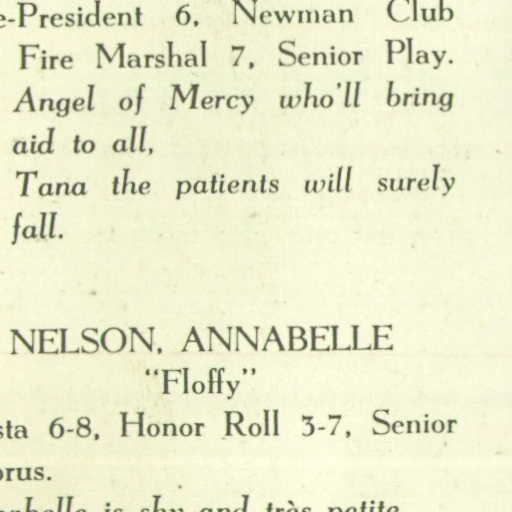 e-President 6, Newman Club
Fire Marshal 7, Senior Play.
Angel of Mercy who'll bring
aid to all,
Tana the patients will surely
fall.
NELSON, ANNABELLE
"Floffy"
sta 6-8, Honor Roll 3-7, Senior
orus.
is shy and très petite